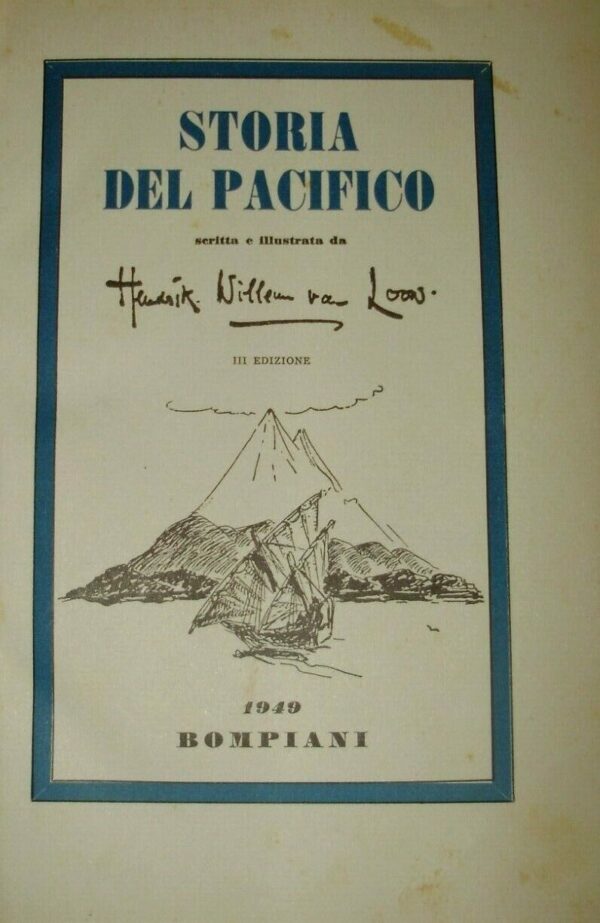 STORIA
DEL PACIFICO
scritta e illustrata da
Hendrik Willem van Loon.
III EDIZIONE
1949
BOMPIANI